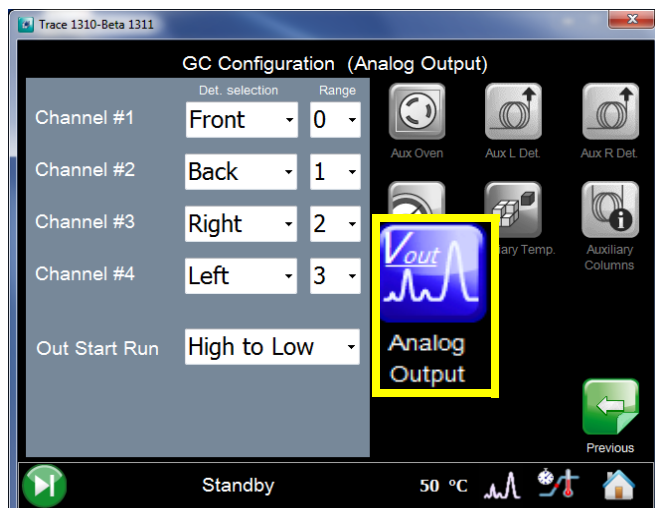 Trace 1310-Beta 1311
GC Configuration (Analog Output)
Det. selection Range
Channel #1 Front 0
Channel #2 Back 1
Channel #3 Right 2
Channel #4 Left 3
Out Start Run High to Low
Aux Oven Aux L Det. Aux R Det.
Temp. Auxiliary Columns
Vout
Analog
Output
Previous
Standby 50 °C